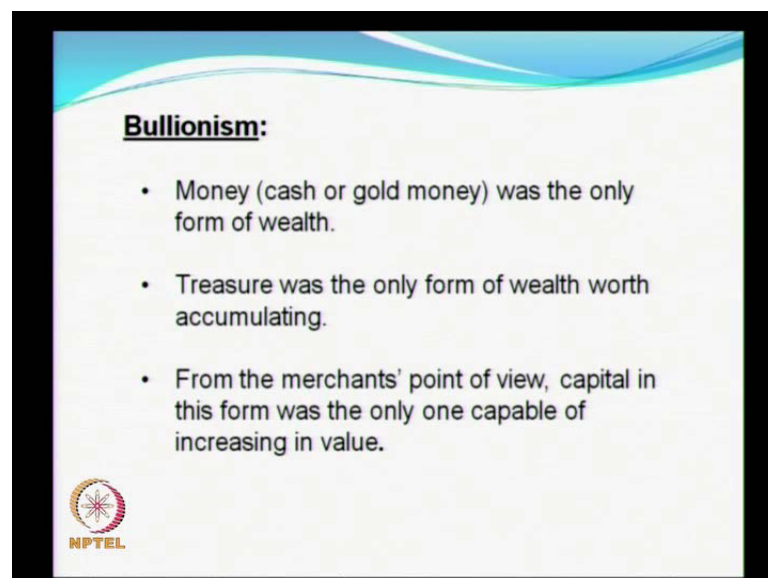 Bullionism:
• Money (cash or gold money) was the only
form of wealth.
• Treasure was the only form of wealth worth
accumulating.
• From the merchants' point of view, capital in
this form was the only one capable of
increasing in value.
NPTEL